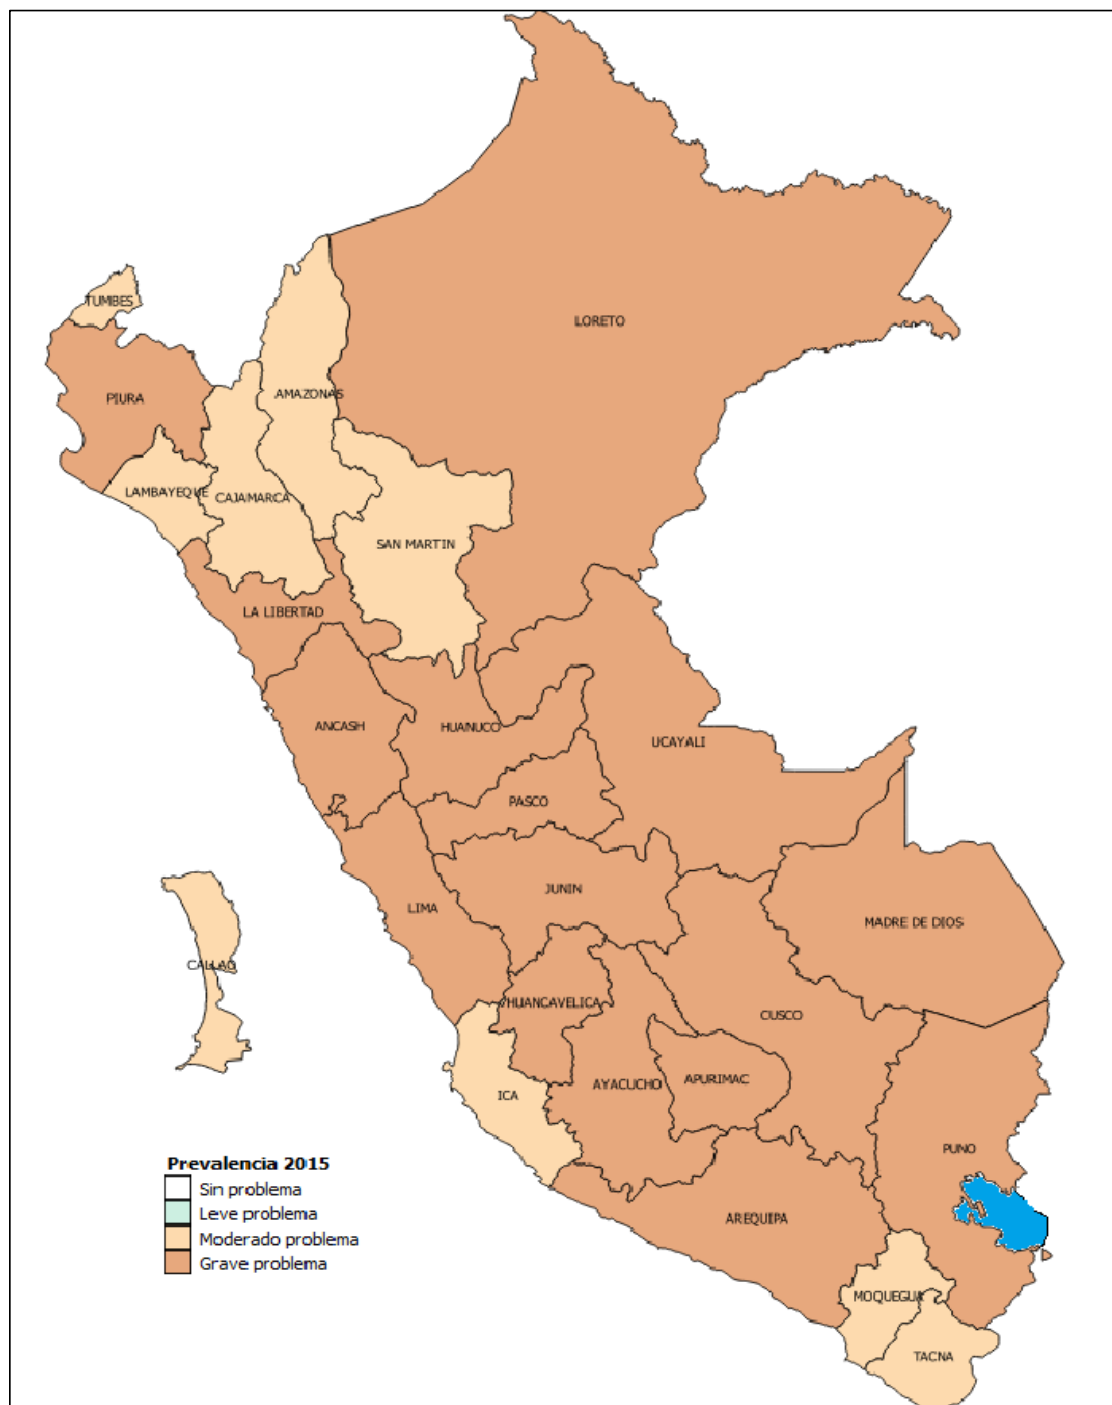 LORETO
TUMBES
PIURA
.AMAZONAS
LAMBAYEQUE
CAJAMARCA
SAN MARTIN
LA LIBERTAD
ANCASH
HUANUCO
UCAYALI
PASCO
JUNIN
LIMA
MADRE DE DIOS
CALLAO
HUANCAVELICA
CUSCO
AYACUCHO
APURIMAC
ICA
PUNO
AREQUIPA
MOQUEGUA
TACNA
Prevalencia 2015
Sin problema
Leve problema
Moderado problema
Grave problema